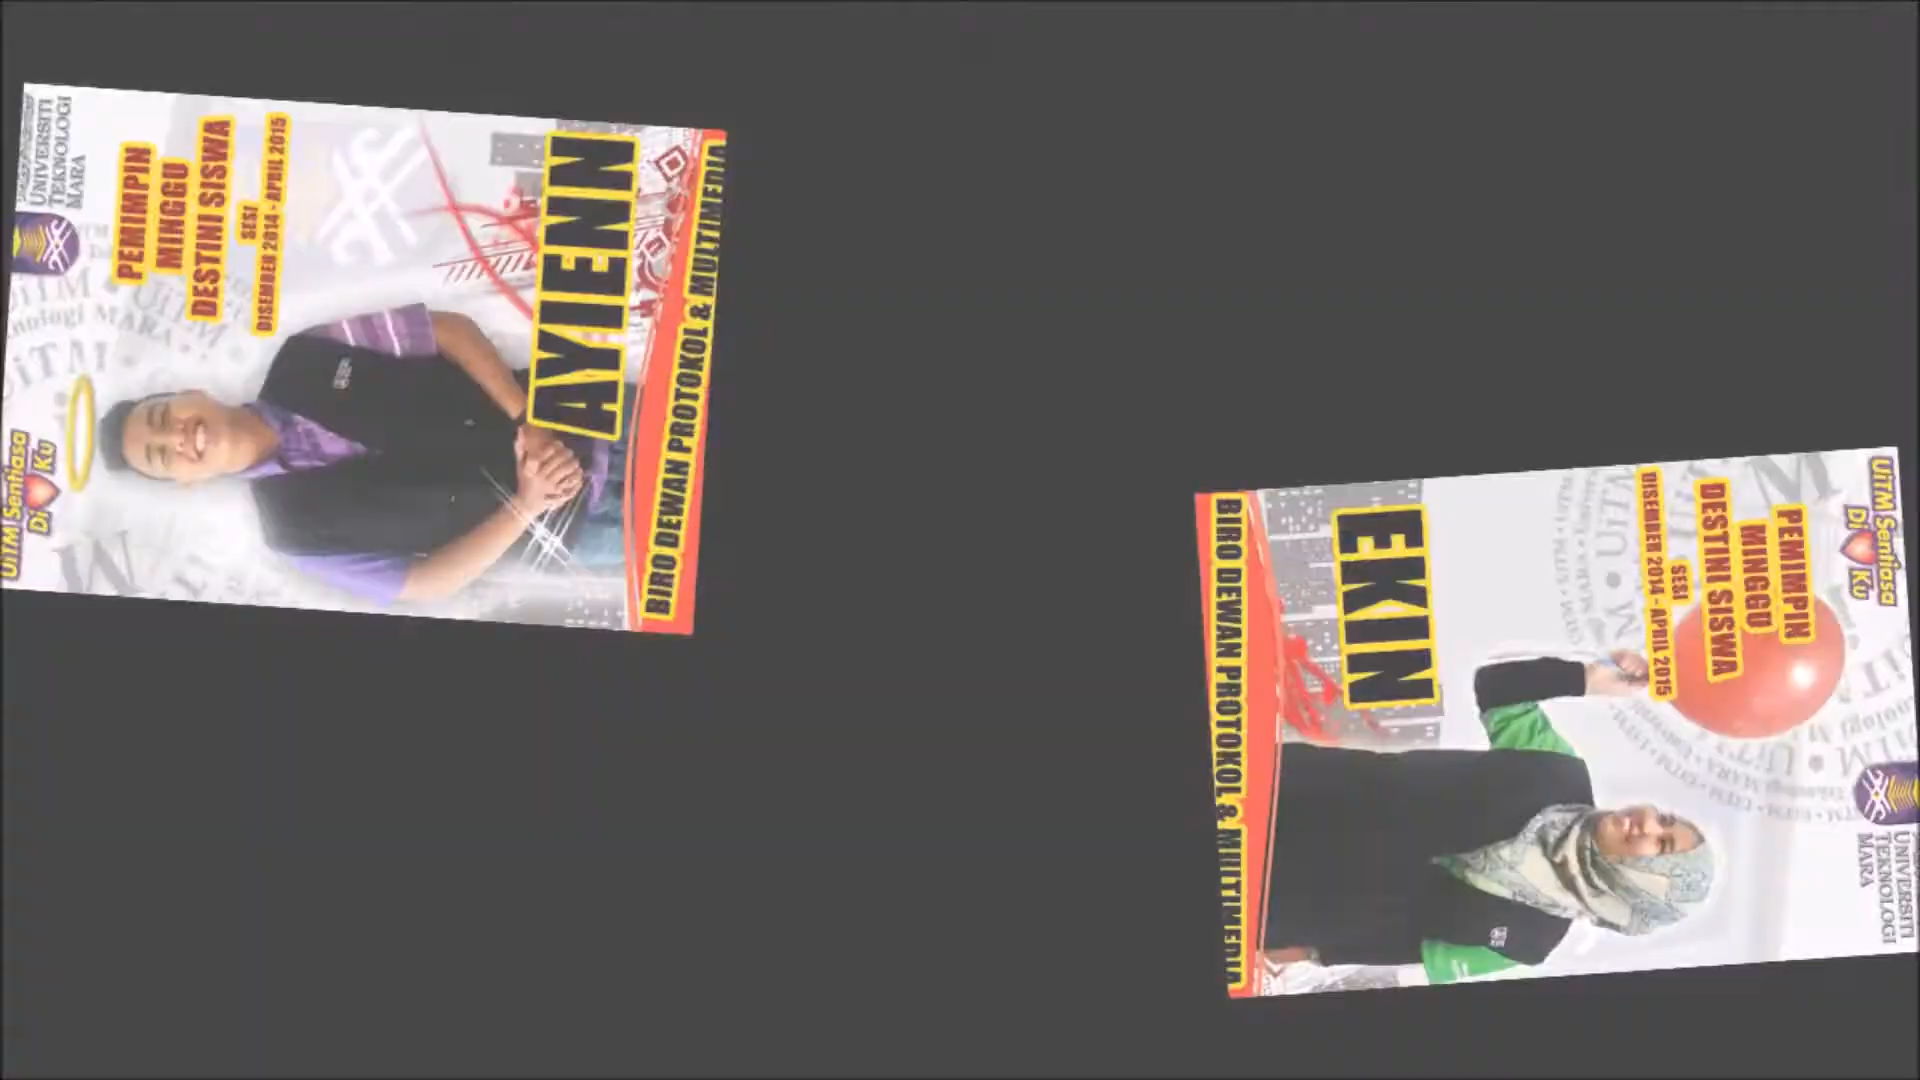 UNIVERSITI
TEKNOLOGI
MARA
PEMIMPIN
MINGGU
DESTINI SISWA
SESI
DISEMBER 2014 - APRIL 2015
UiTM Sentiasa
Di Ku
AYIENN
BIRO DEWAN PROTOKOL & MULTIMEDIA
UiTM Sentiasa
Di Ku
PEMIMPIN
MINGGU
DESTINI SISWA
SESI
DISEMBER 2014 - APRIL 2015
UNIVERSITI
TEKNOLOGI
MARA
EKIN
BIRO DEWAN PROTOKOL & MULTIMEDIA